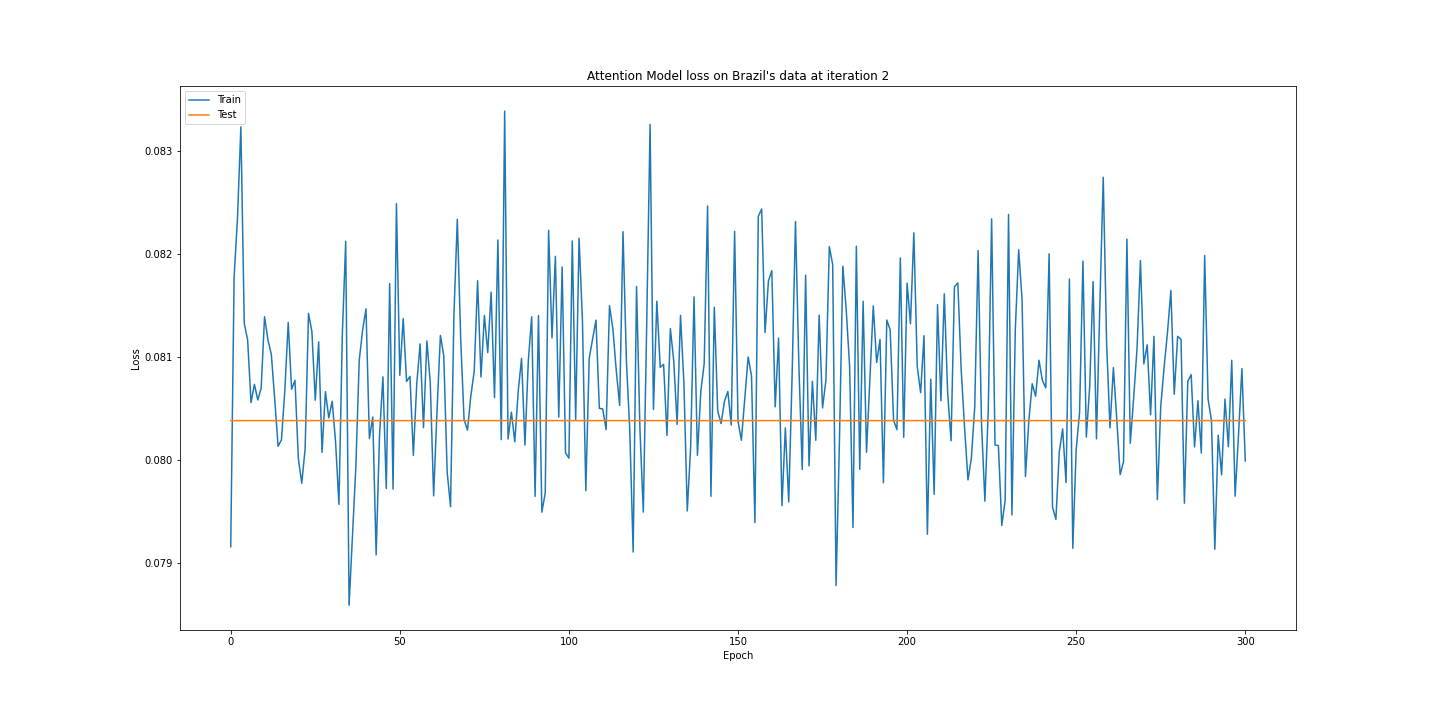 Attention Model loss on Brazil's data at iteration 2
Train
Test
0.083
0.082
0.081
0.080
0.079
Loss
0 50 100 150 200 250 300
Epoch